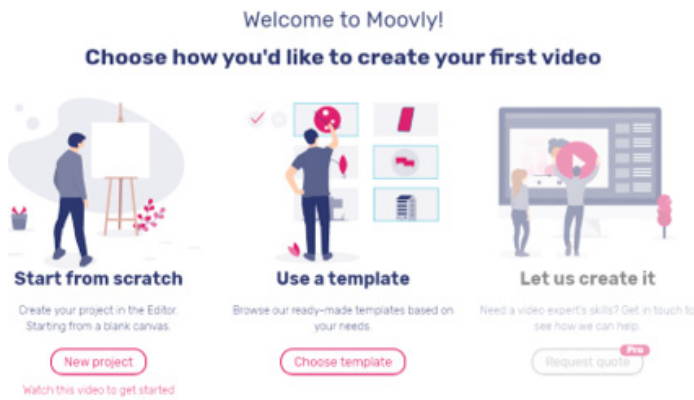 Welcome to Moovly!
Choose how you'd like to create your first video
Start from scratch
Create your project in the Editor.
Starting from a blank canvas.
New project
Watch this video to get started
Use a template
Browse our ready-made templates based on
your needs.
Choose template
Let us create it
Need a video expert's skills? Get in touch to
see how we can help.
Pro
Request quote